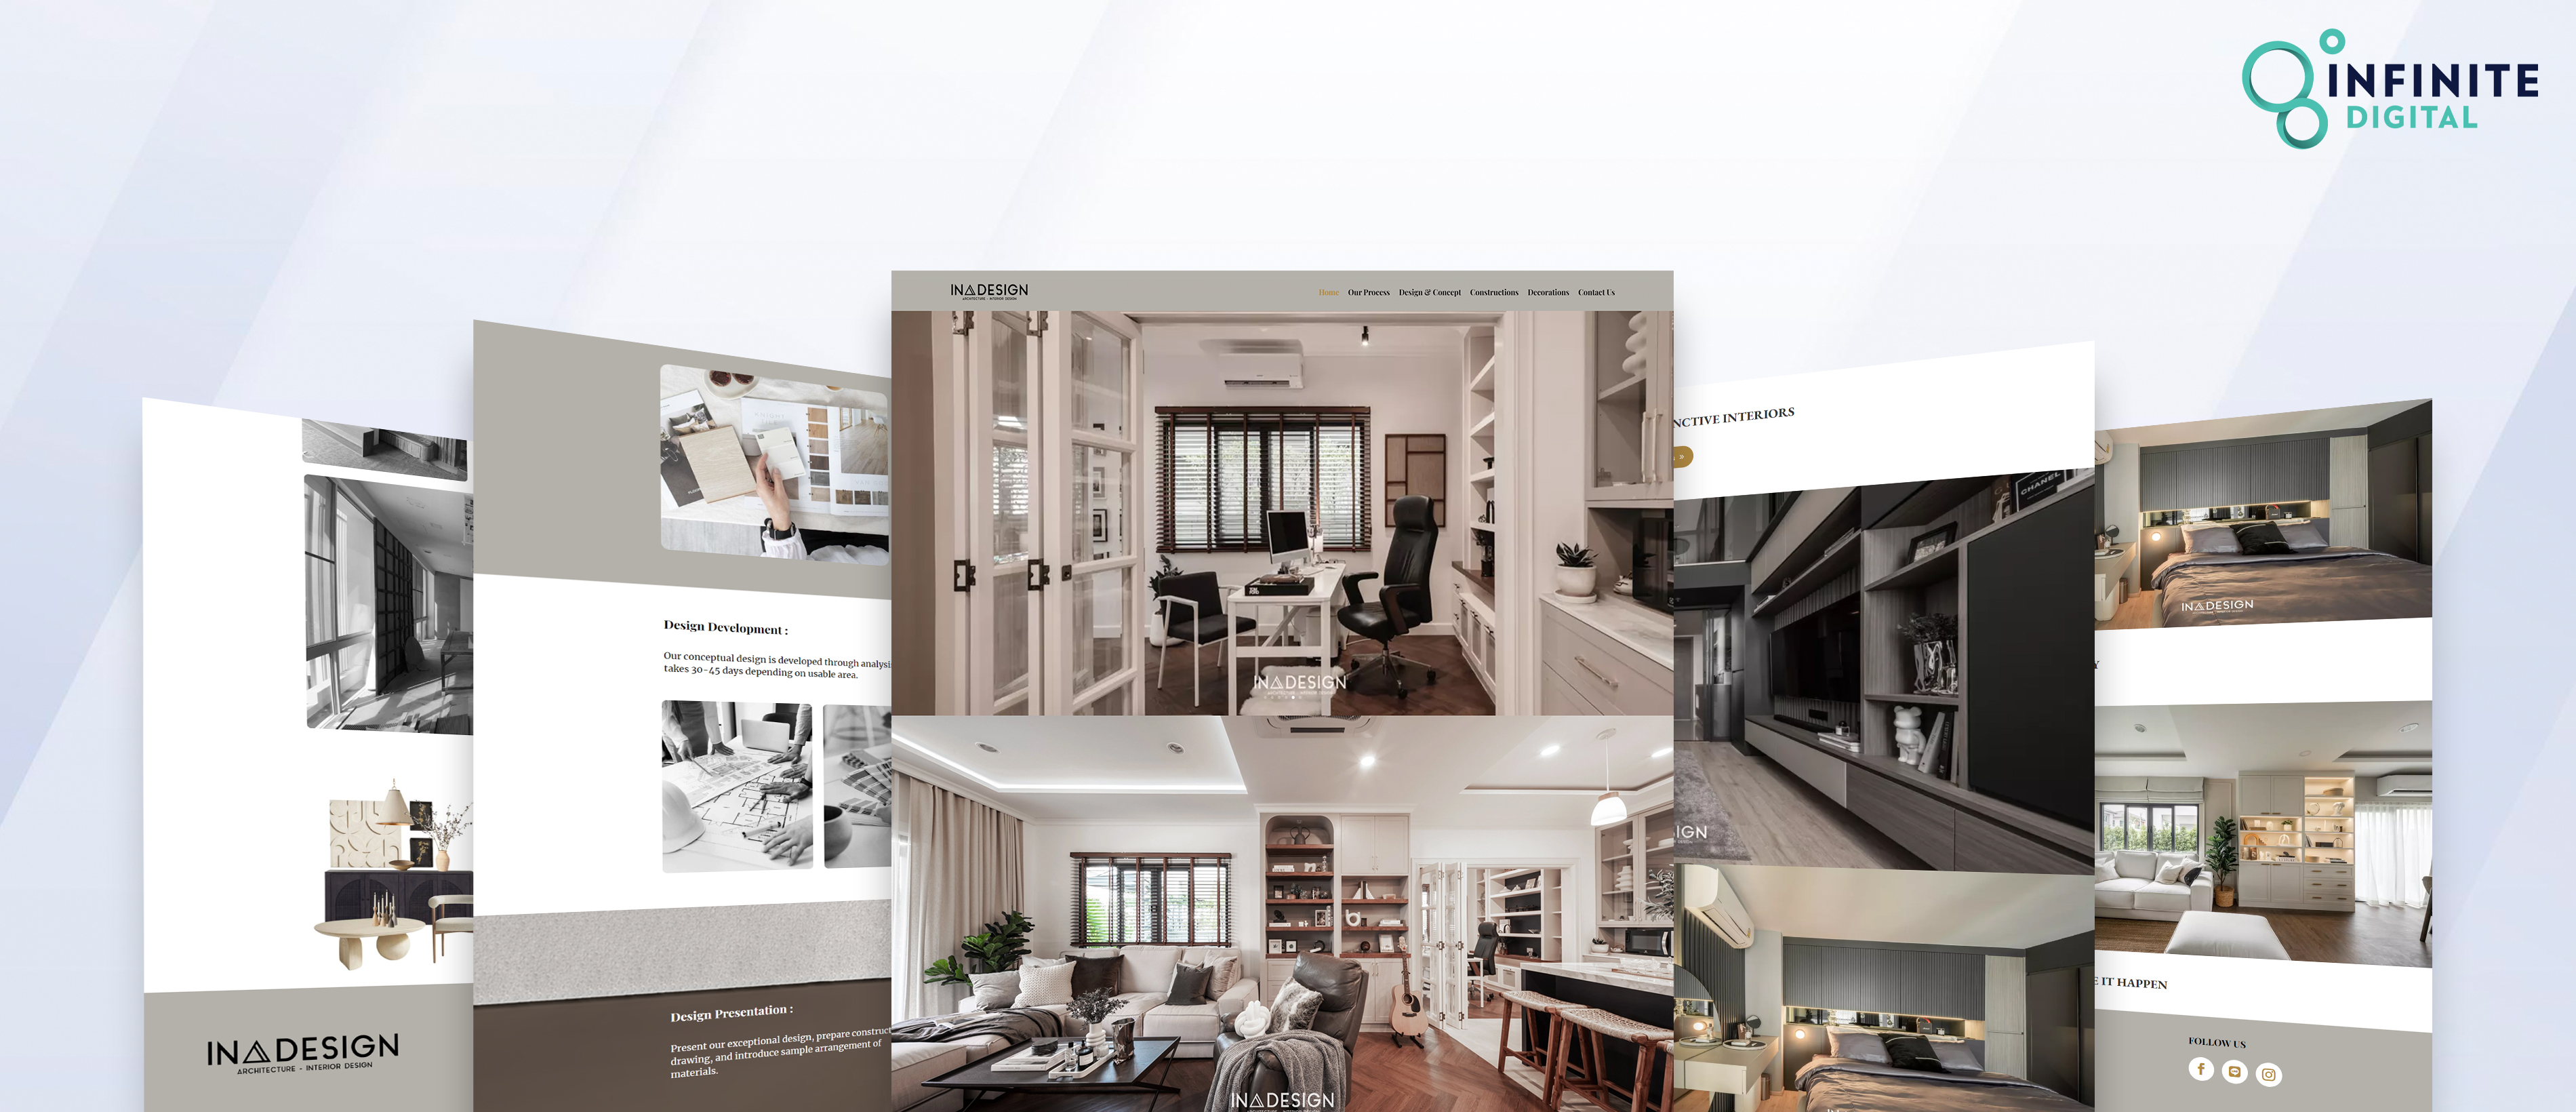 INFINITE
DIGITAL
INADESIGN
ARCHITECTURE - INTERIOR DESIGN
Home Our Process Design & Concept Constructions Decorations Contact Us
INADESIGN
INADESIGN
Design Development :
Our conceptual design is developed through analysi
takes 30-45 days depending on usable area.
Design Presentation :
Present our exceptional design, prepare construct
drawing, and introduce sample arrangement of
materials.
INADESIGN
ARCHITECTURE - INTERIOR DESIGN
NCTIVE INTERIORS
»
CHANEL
IGN
INADESIGN
Y
E IT HAPPEN
FOLLOW US